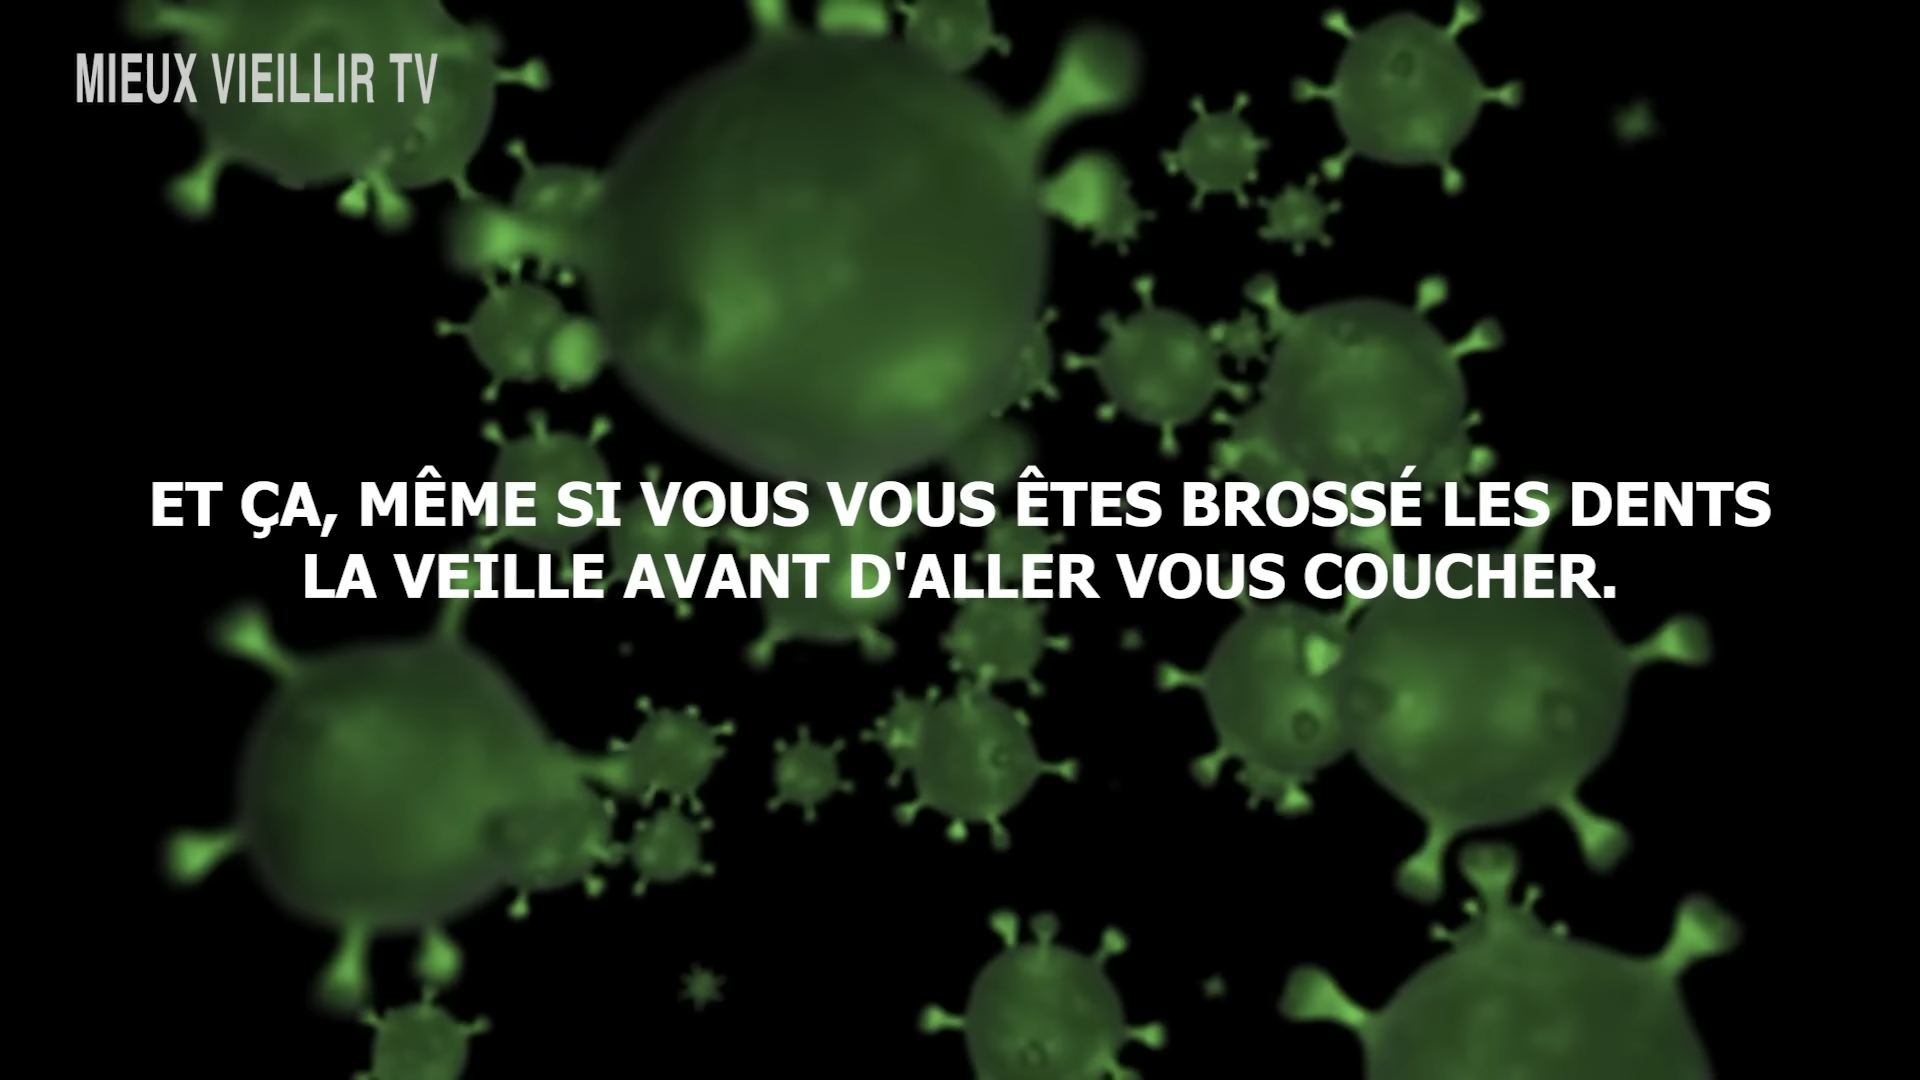 MIEUX VIEILLIR TV
ET ÇA, MÊME SI VOUS VOUS ÊTES BROSSÉ LES DENTS
LA VEILLE AVANT D'ALLER VOUS COUCHER.